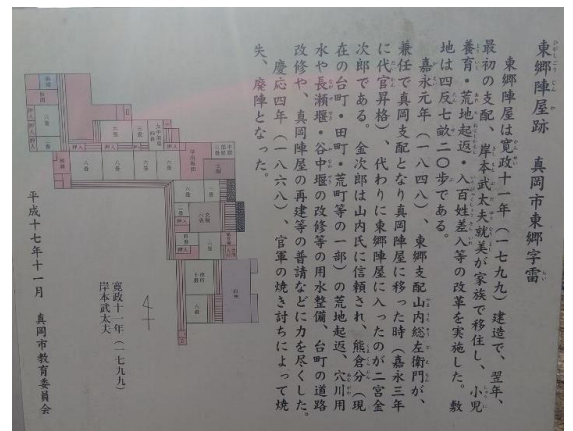 東郷陣屋跡　真岡市東郷字雷
東郷陣屋は寛政十一年（一七九九）建造で、翌年、
最初の支配、岸本武太夫就美が家族で移住し、小児
養育・荒地起返・入百姓差入等の改革を実施した。敷
地は四反七畝二〇歩である。
嘉永元年（一八四八）、東郷支配山内総左衛門が、
兼任で真岡支配となり真岡陣屋に移った時（嘉永三年
に代官昇格）、代わりに東郷陣屋に入ったのが二宮金
次郎である。金次郎は山内氏に信頼され、熊倉分（現
在の台町・田町・荒町等の一部）の荒地起返、穴川用
水や長瀬堰・谷中堰の改修等の用水整備、台町の道路
改修や、真岡陣屋の再建等の普請などに力を尽くした。
慶応四年（一八六八）、官軍の焼き討ちによって焼
失、廃陣となった。
寛政十一年（一七九九）
岸本武太夫
平成十七年十一月　真岡市教育委員会